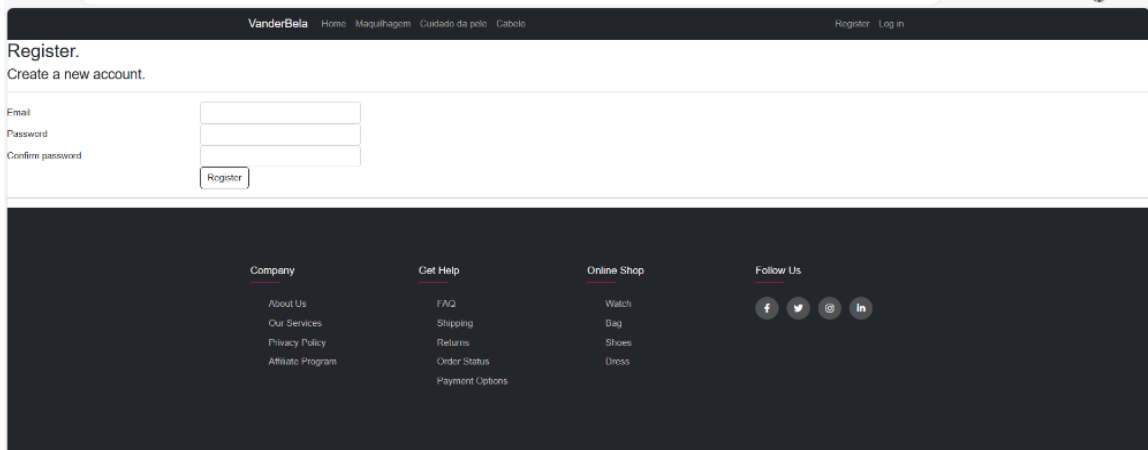 VanderBela Home Maquilhagem Cuidado da pele Cabelo Register Log in
Register.
Create a new account.
Email
Password
Confirm password
Register
Company
About Us
Our Services
Privacy Policy
Affiliate Program
Get Help
FAQ
Shipping
Returns
Order Status
Payment Options
Online Shop
Watch
Bag
Shoes
Dress
Follow Us